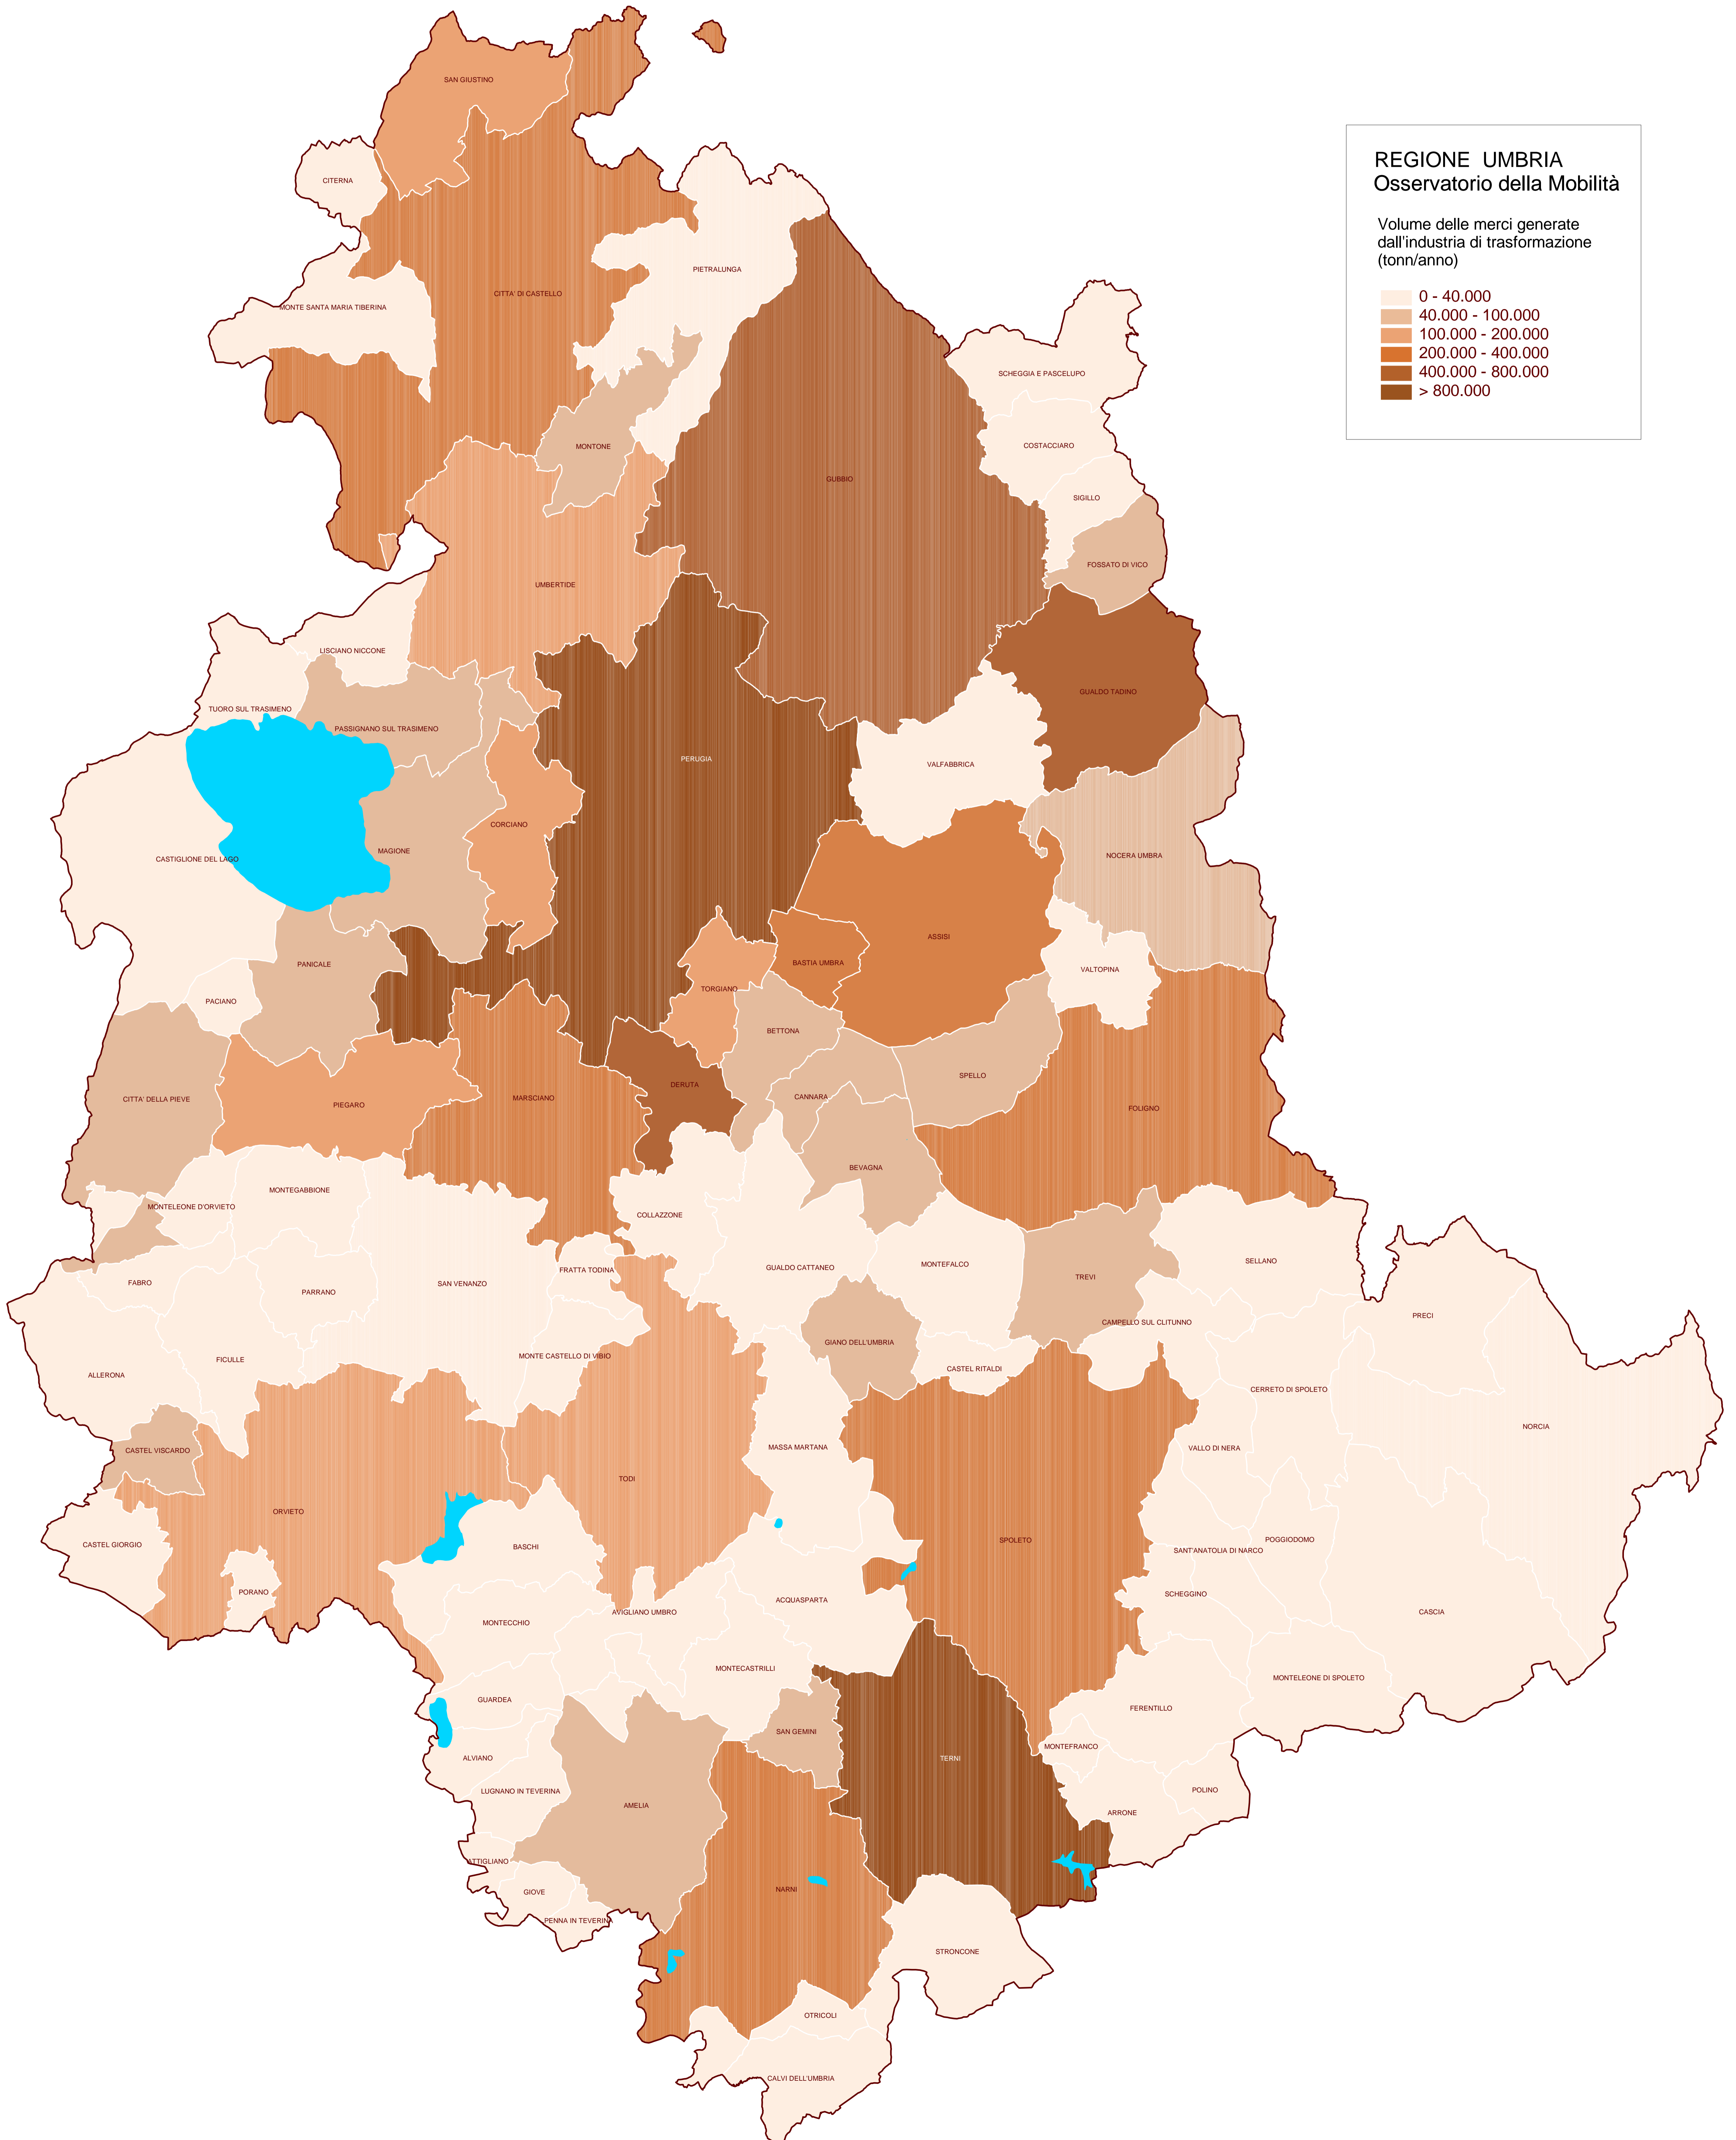 REGIONE UMBRIA
Osservatorio della Mobilità
Volume delle merci generate
dall'industria di trasformazione
(tonn/anno)
0 - 40.000
40.000 - 100.000
100.000 - 200.000
200.000 - 400.000
400.000 - 800.000
> 800.000
SAN GIUSTINO
CITERNA
PIETRALUNGA
CITTA' DI CASTELLO
MONTE SANTA MARIA TIBERINA
SCHEGGIA E PASCELUPO
MONTONE
COSTACCIARO
GUBBIO
SIGILLO
FOSSATO DI VICO
UMBERTIDE
LISCIANO NICCONE
GUALDO TADINO
TUORO SUL TRASIMENO
PASSIGNANO SUL TRASIMENO
PERUGIA
VALFABBRICA
CORCIANO
MAGIONE
NOCERA UMBRA
CASTIGLIONE DEL LAGO
ASSISI
BASTIA UMBRA
PANICALE
VALTOPINA
TORGIANO
PACIANO
BETTONA
SPELLO
DERUTA
CANNARA
MARSCIANO
CITTA' DELLA PIEVE
PIEGARO
FOLIGNO
BEVAGNA
MONTEGABBIONE
MONTELEONE D'ORVIETO
COLLAZZONE
SELLANO
MONTEFALCO
GUALDO CATTANEO
FRATTA TODINA
TREVI
FABRO
SAN VENANZO
PARRANO
PRECI
CAMPELLO SUL CLITUNNO
GIANO DELL'UMBRIA
MONTE CASTELLO DI VIBIO
FICULLE
CASTEL RITALDI
ALLERONA
CERRETO DI SPOLETO
NORCIA
MASSA MARTANA
VALLO DI NERA
CASTEL VISCARDO
TODI
ORVIETO
SPOLETO
POGGIODOMO
CASTEL GIORGIO
BASCHI
SANT'ANATOLIA DI NARCO
PORANO
SCHEGGINO
ACQUASPARTA
AVIGLIANO UMBRO
CASCIA
MONTECCHIO
MONTECASTRILLI
MONTELEONE DI SPOLETO
GUARDEA
FERENTILLO
SAN GEMINI
MONTEFRANCO
ALVIANO
TERNI
LUGNANO IN TEVERINA
POLINO
AMELIA
ARRONE
ATTIGLIANO
NARNI
GIOVE
PENNA IN TEVERINA
STRONCONE
OTRICOLI
CALVI DELL'UMBRIA